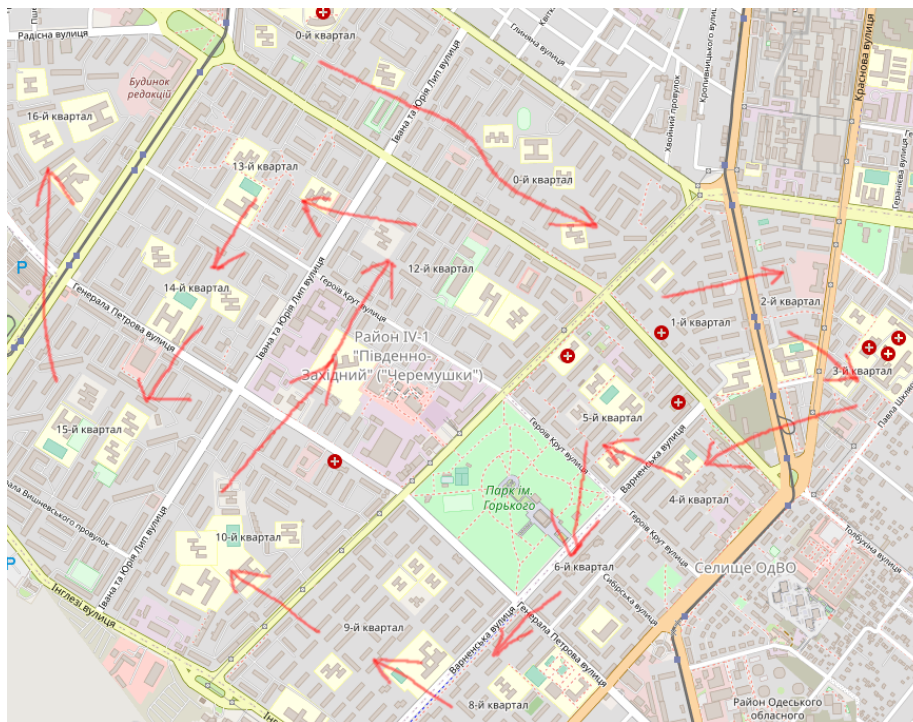 Радісна вулиця
0-й квартал
Глиняна вулиця
Хвойний провулок
Кропивницького вулиця
Краснова вулиця
Будинок
редакцій
Івана та Юрія Лип вулиця
16-й квартал
13-й квартал
0-й квартал
Геранієва вулиця
P
12-й квартал
14-й квартал
Генерала Петрова вулиця
Героїв Крут вулиця
Івана та Юрія Лип вулиця
2-й квартал
1-й квартал
Район IV-1
"Південно-
Західний" ("Черемушки")
3-й квартал
5-й квартал
15-й квартал
Героїв Крут вулиця
Варненська вулиця
Парк ім.
Горького
4-й квартал
Вишневського провулок
10-й квартал
Івана та Юрія Лип вулиця
Героїв Крут вулиця
Толбухіна вулиця
P
6-й квартал
Селище ОдВО
Сибірська вулиця
Інглезі вулиця
Генерала Петрова вулиця
9-й квартал
Варненська вулиця
8-й квартал
Район Одеського
обласного